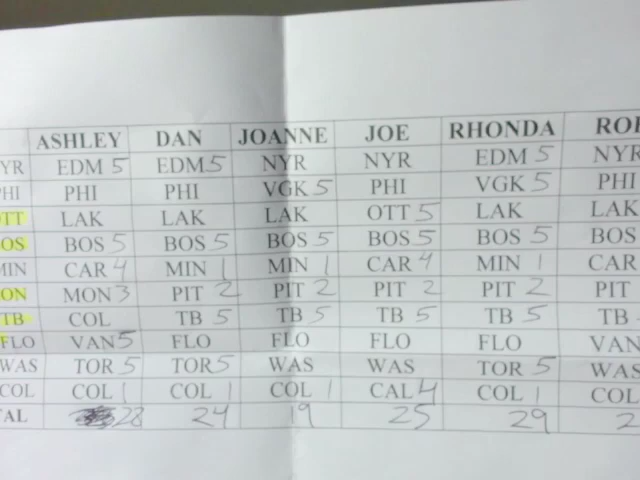 ASHLEY DAN JOANNE JOE RHONDA
YR EDM 5 EDM 5 NYR NYR EDM 5 NYR
PHI PHI PHI VGK 5 PHI VGK 5 PHI
OTT LAK LAK LAK OTT 5 LAK LAK
BOS BOS 5 BOS 5 BOS 5 BOS 5 BOS 5 BOS
MIN CAR 4 MIN 1 MIN 1 CAR 4 MIN 1 CAR
ON MON 3 PIT 2 PIT 2 PIT 2 PIT 2 PIT
TB COL TB 5 TB 5 TB 5 TB 5 TB
FLO VAN 5 FLO FLO FLO FLO VAN
WAS TOR 5 TOR 5 WAS WAS TOR 5 WAS
COL COL 1 COL 1 COL 1 CAL 4 COL 1 COL
AL 28 24 19 25 29 2